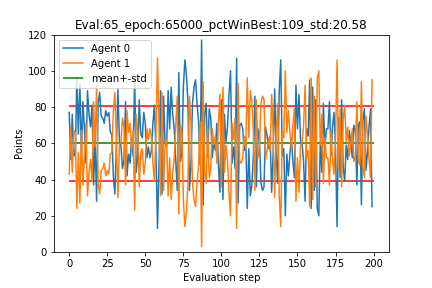 Eval:65_epoch:65000_pctWinBest:109_std:20.58
120
100
80
60
40
20
0
Points
Agent 0
Agent 1
mean+-std
0
25
50
75
100
125
150
175
200
Evaluation step